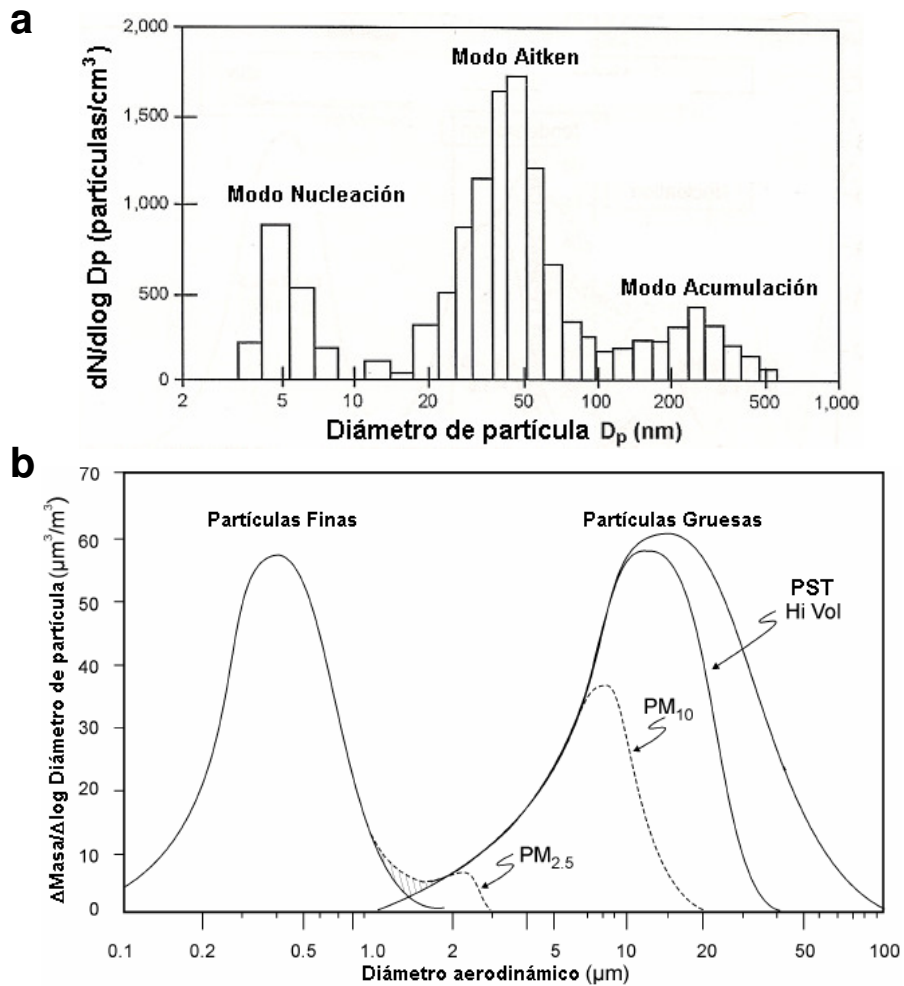 a
2,000
1,500
1,000
500
0
dN/dlog Dp (partículas/cm³)
Modo Aitken
Modo Nucleación
Modo Acumulación
2 5 10 20 50 100 200 500 1,000
Diámetro de partícula Dₚ (nm)
b
70
60
50
40
30
20
10
0
ΔMasa/Δlog Diámetro de partícula (µm³/m³)
Partículas Finas
Partículas Gruesas
PST
Hi Vol
PM₁₀
PM₂.₅
0.1 0.2 0.5 1.0 2 5 10 20 50 100
Diámetro aerodinámico (µm)